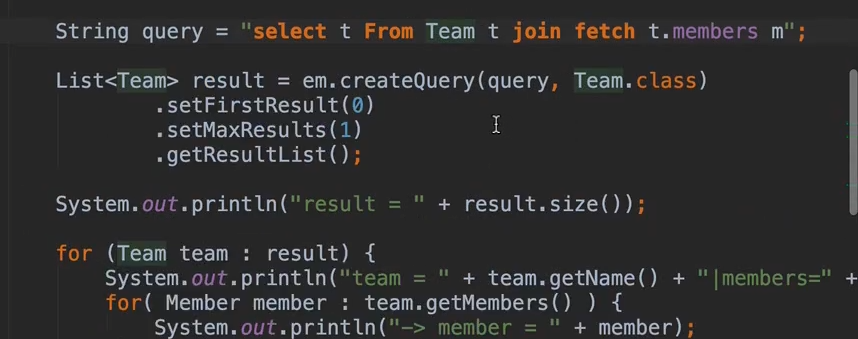 String query = "select t From Team t join fetch t.members m";
List<Team> result = em.createQuery(query, Team.class)
.setFirstResult(0)
.setMaxResults(1)
.getResultList();
System.out.println("result = " + result.size());
for (Team team : result) {
System.out.println("team = " + team.getName() + "|members=" +
for( Member member : team.getMembers() ) {
System.out.println("-> member = " + member);